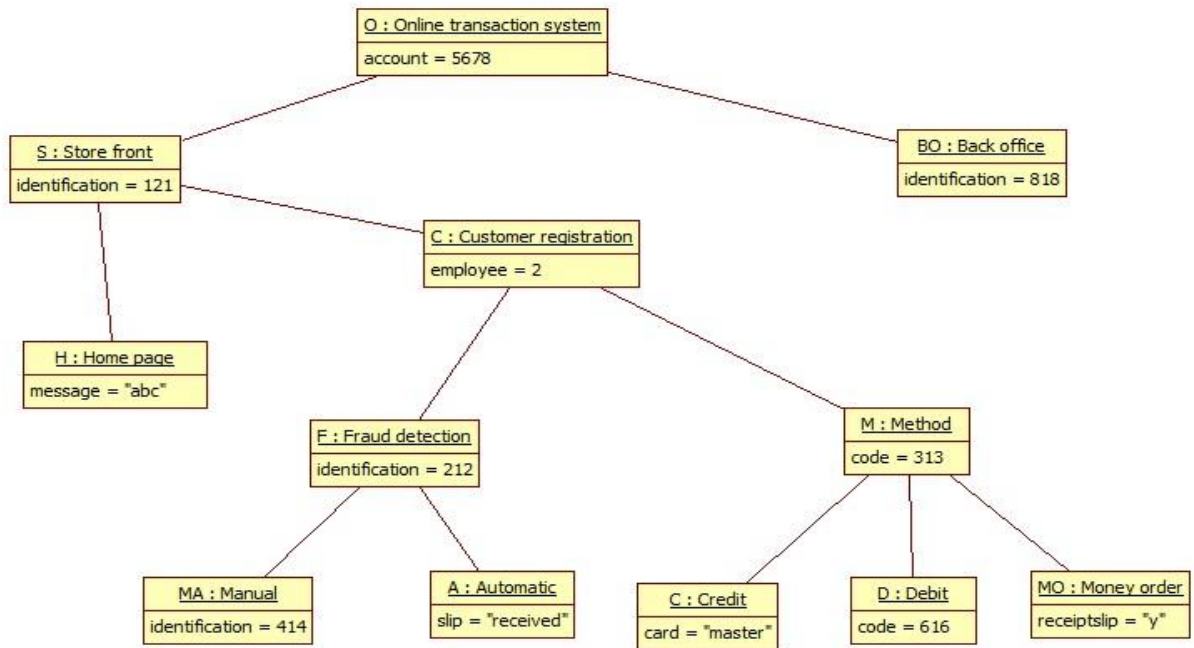 O : Online transaction system
account = 5678
S : Store front
identification = 121
BO : Back office
identification = 818
C : Customer registration
employee = 2
H : Home page
message = "abc"
F : Fraud detection
identification = 212
M : Method
code = 313
MA : Manual
identification = 414
A : Automatic
slip = "received"
C : Credit
card = "master"
D : Debit
code = 616
MO : Money order
receiptslip = "y"